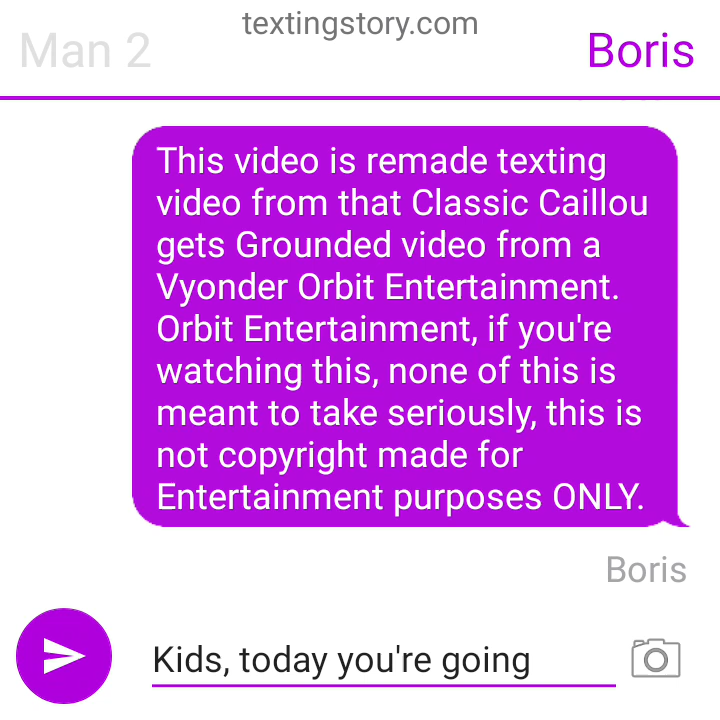 textingstory.com
Man 2
Boris
This video is remade texting
video from that Classic Caillou
gets Grounded video from a
Vyonder Orbit Entertainment.
Orbit Entertainment, if you're
watching this, none of this is
meant to take seriously, this is
not copyright made for
Entertainment purposes ONLY.
Boris
Kids, today you're going